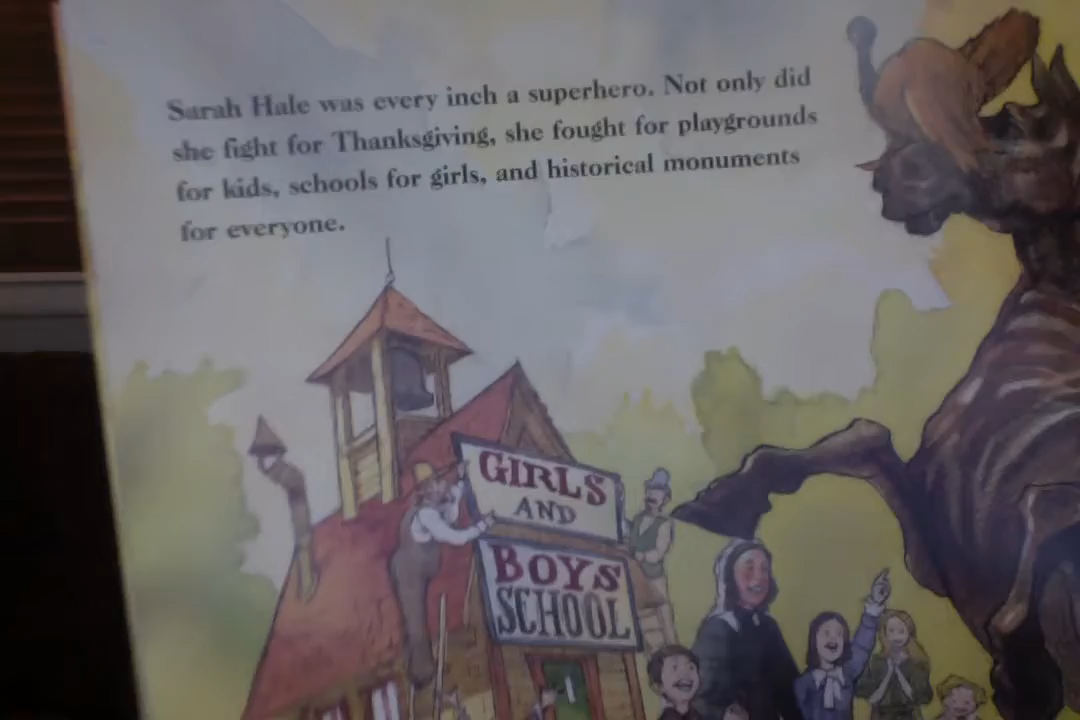 Sarah Hale was every inch a superhero. Not only did
she fight for Thanksgiving, she fought for playgrounds
for kids, schools for girls, and historical monuments
for everyone.
GIRLS
AND
BOYS
SCHOOL